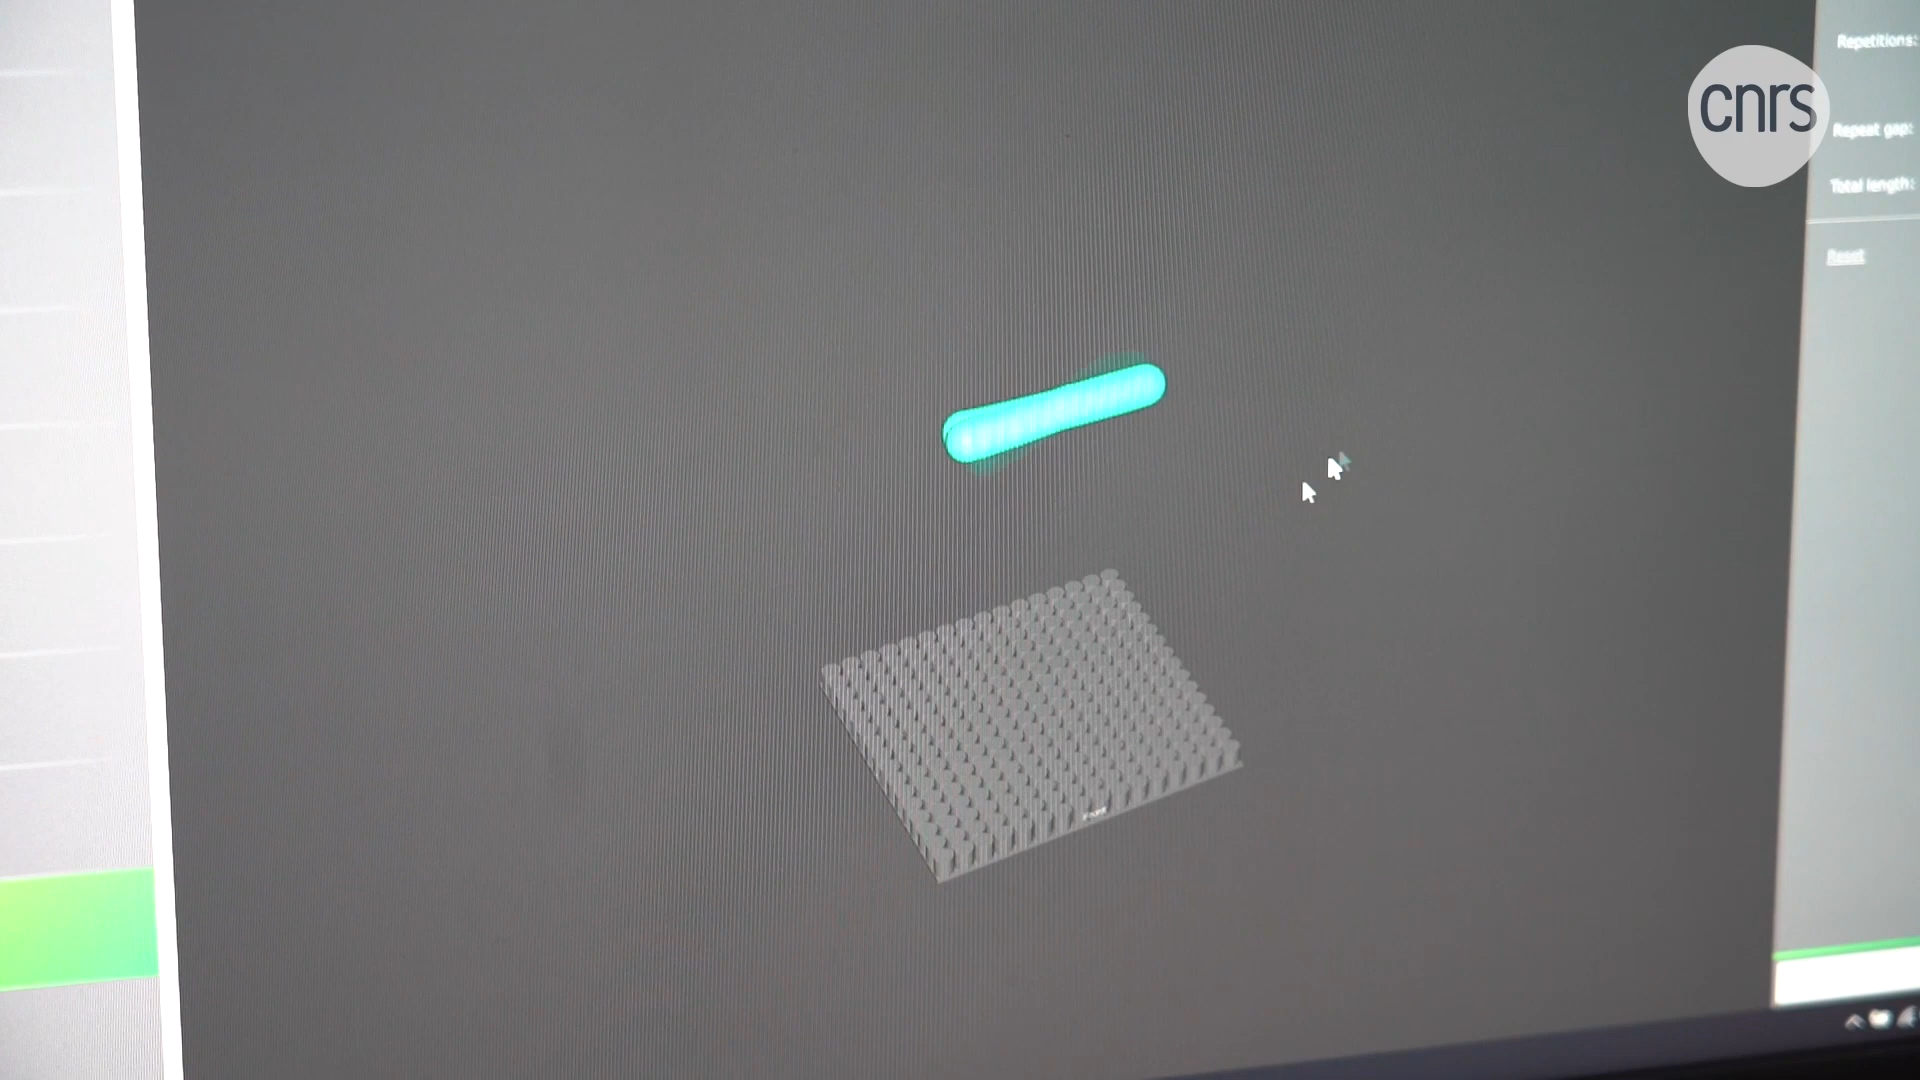 Repetitions:
cnrs
Repeat gap:
Total length:
Reset